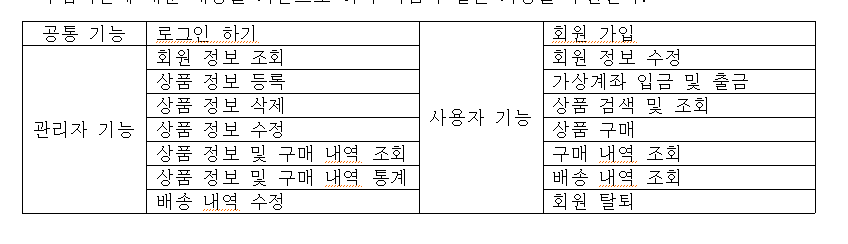 공통 기능 로그인 하기 회원 가입
회원 정보 조회 회원 정보 수정
상품 정보 등록 가상계좌 입금 및 출금
상품 정보 삭제 상품 검색 및 조회
관리자 기능 상품 정보 수정 사용자 기능 상품 구매
상품 정보 및 구매 내역 조회 구매 내역 조회
상품 정보 및 구매 내역 통계 배송 내역 조회
배송 내역 수정 회원 탈퇴